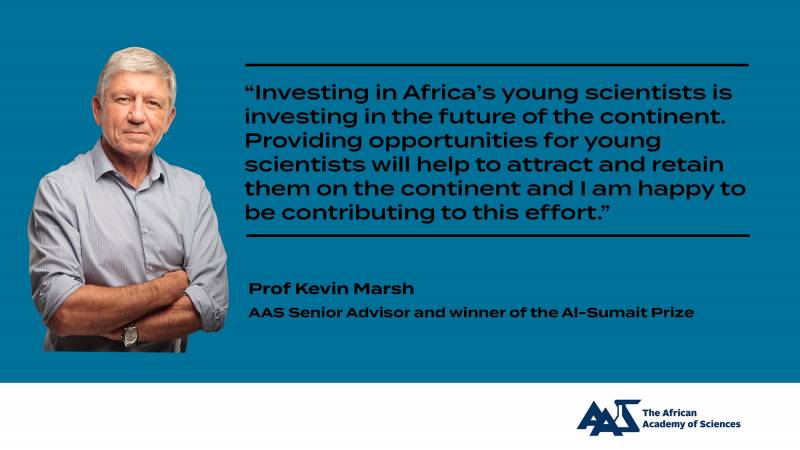 “Investing in Africa’s young scientists is
investing in the future of the continent.
Providing opportunities for young
scientists will help to attract and retain
them on the continent and I am happy to
be contributing to this effort.”
Prof Kevin Marsh
AAS Senior Advisor and winner of the Al-Sumait Prize
AAS
The African
Academy of Sciences